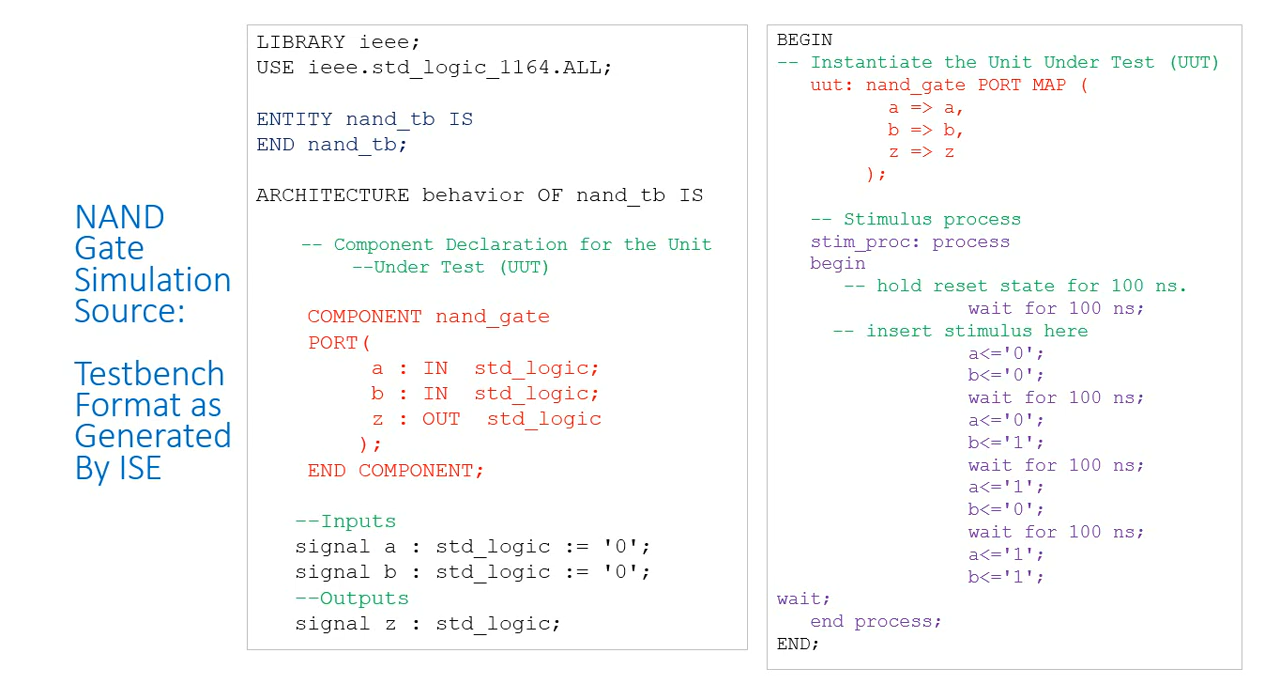 NAND
Gate
Simulation
Source:
Testbench
Format as
Generated
By ISE
LIBRARY ieee;
USE ieee.std_logic_1164.ALL;
ENTITY nand_tb IS
END nand_tb;
ARCHITECTURE behavior OF nand_tb IS
-- Component Declaration for the Unit
--Under Test (UUT)
COMPONENT nand_gate
PORT(
a : IN  std_logic;
b : IN  std_logic;
z : OUT  std_logic
);
END COMPONENT;
--Inputs
signal a : std_logic := '0';
signal b : std_logic := '0';
--Outputs
signal z : std_logic;
BEGIN
-- Instantiate the Unit Under Test (UUT)
uut: nand_gate PORT MAP (
a => a,
b => b,
z => z
);
-- Stimulus process
stim_proc: process
begin
-- hold reset state for 100 ns.
wait for 100 ns;
-- insert stimulus here
a<='0';
b<='0';
wait for 100 ns;
a<='0';
b<='1';
wait for 100 ns;
a<='1';
b<='0';
wait for 100 ns;
a<='1';
b<='1';
wait;
end process;
END;